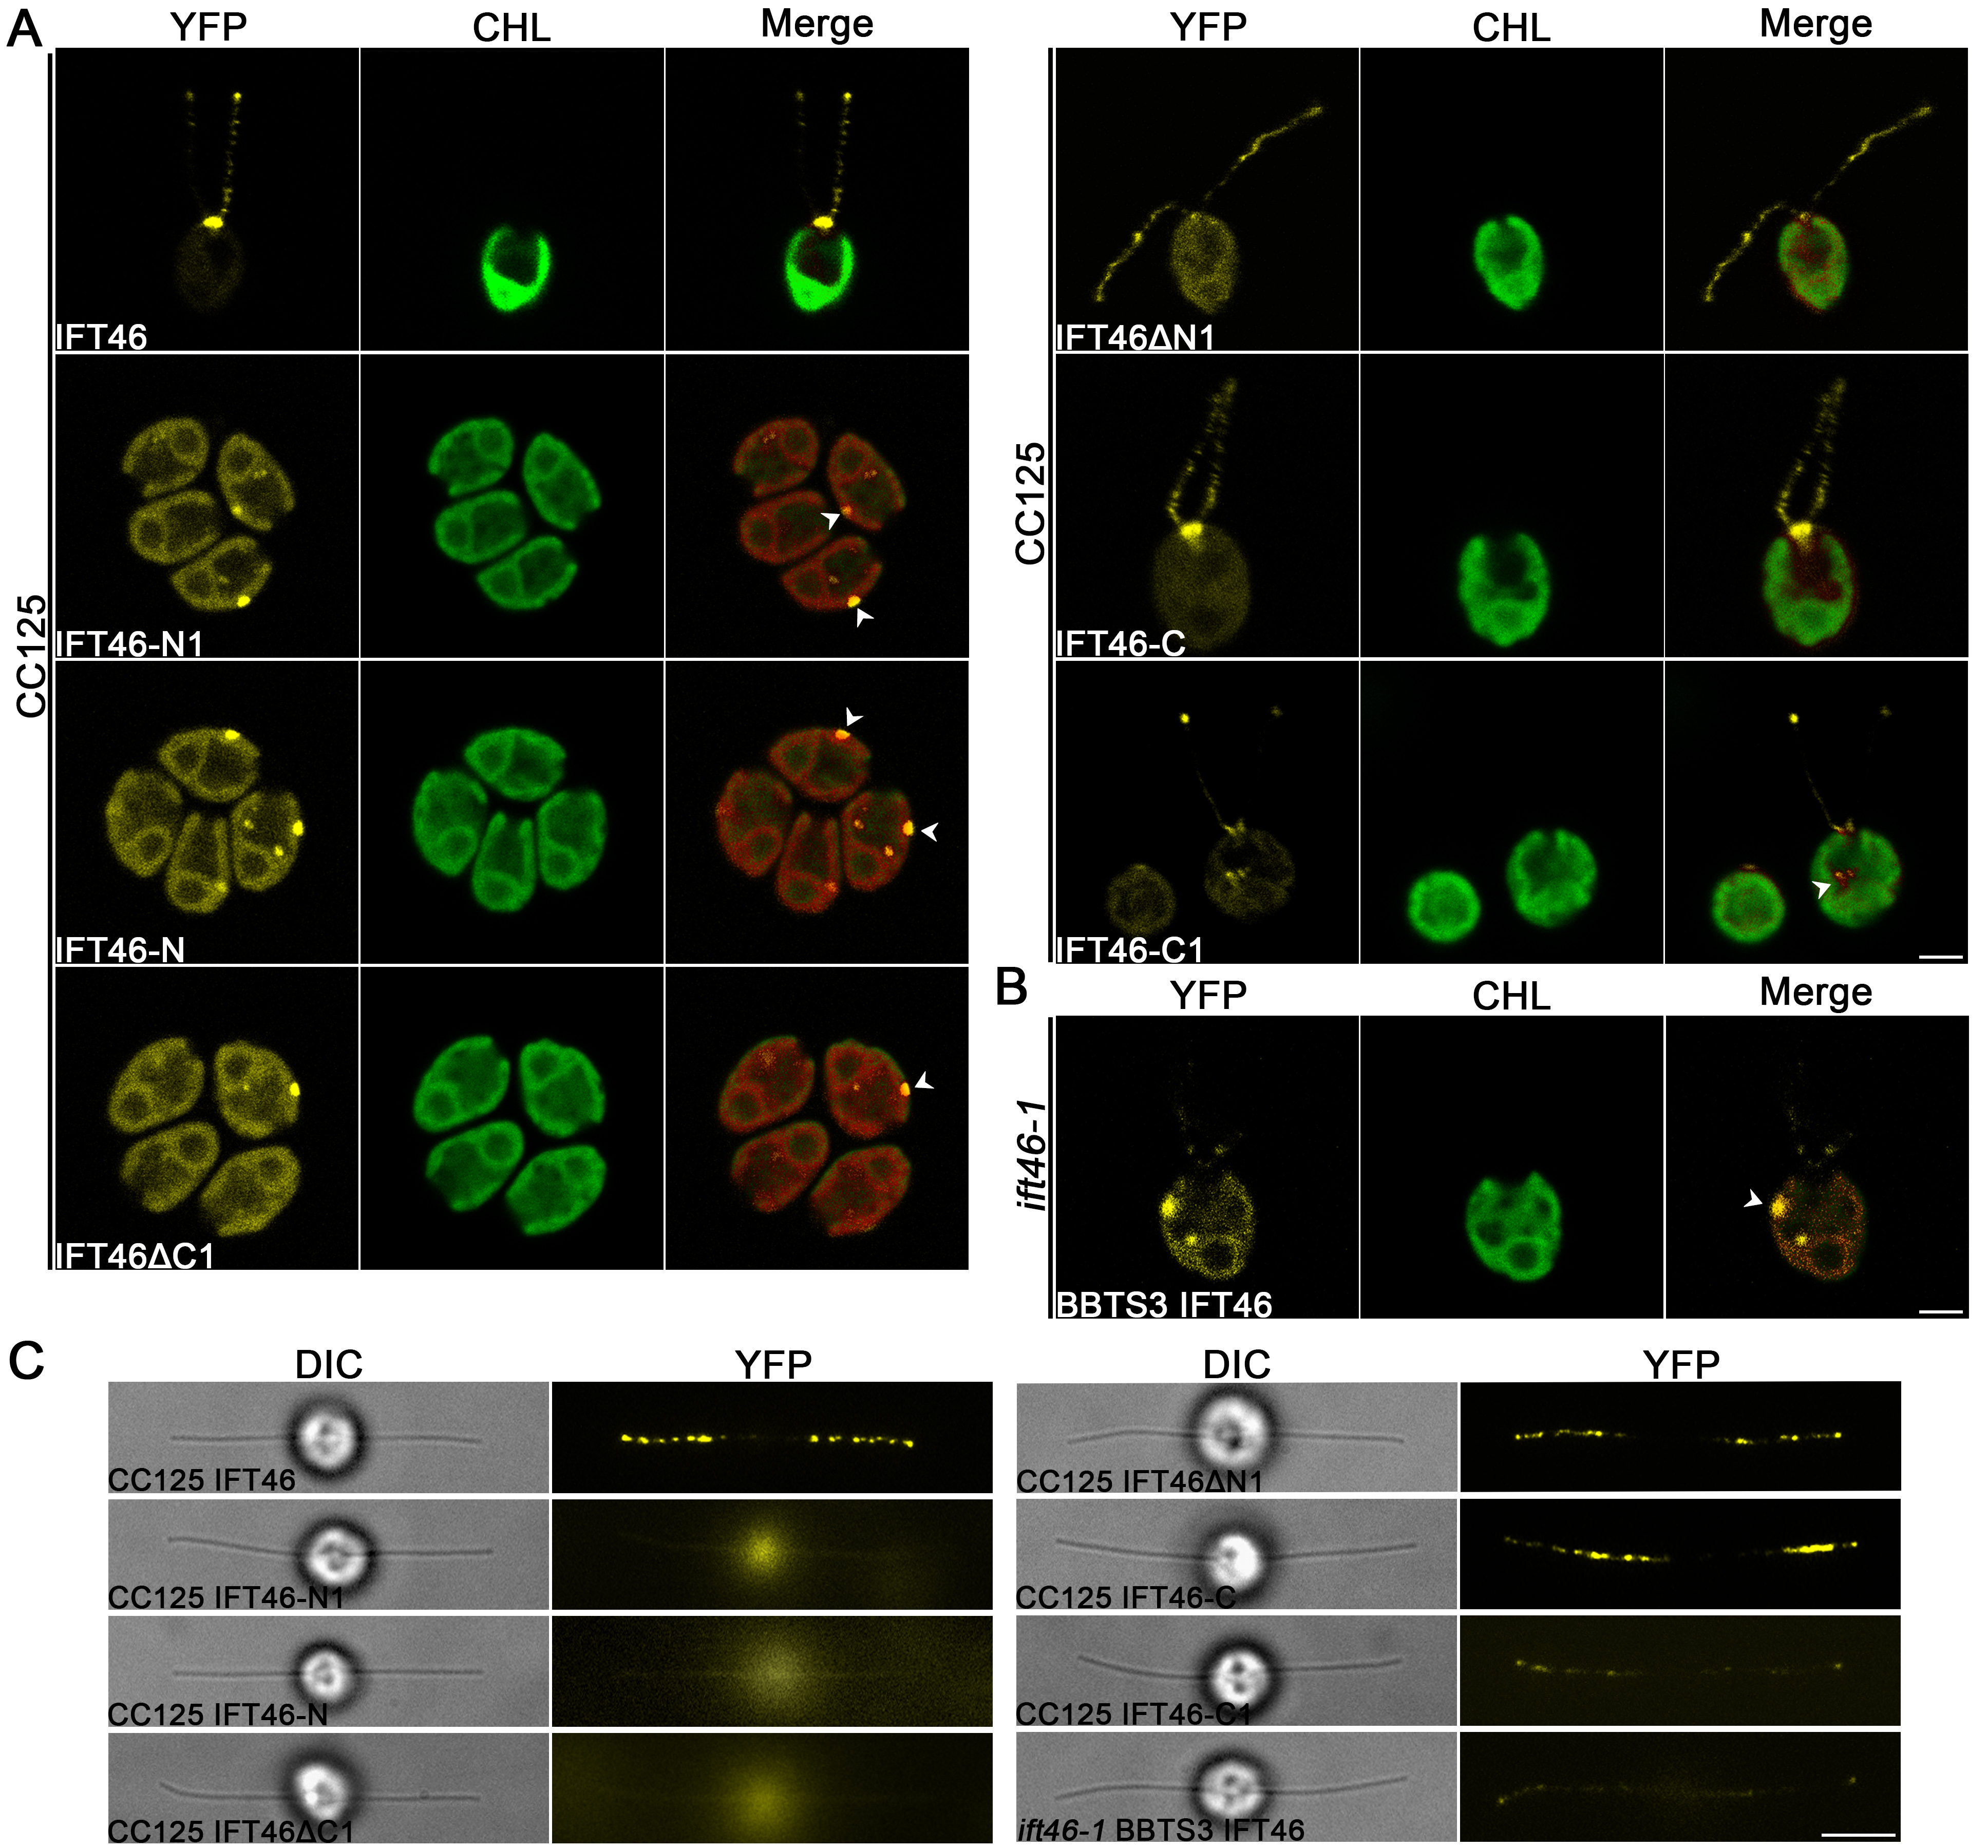 A
YFP CHL Merge
CC125
IFT46
IFT46-N1
IFT46-N
IFT46ΔC1
YFP CHL Merge
CC125
IFT46ΔN1
IFT46-C
IFT46-C1
B
YFP CHL Merge
ift46-1
BBTS3 IFT46
C
DIC YFP
CC125 IFT46
CC125 IFT46-N1
CC125 IFT46-N
CC125 IFT46ΔC1
DIC YFP
CC125 IFT46ΔN1
CC125 IFT46-C
CC125 IFT46-C1
ift46-1 BBTS3 IFT46